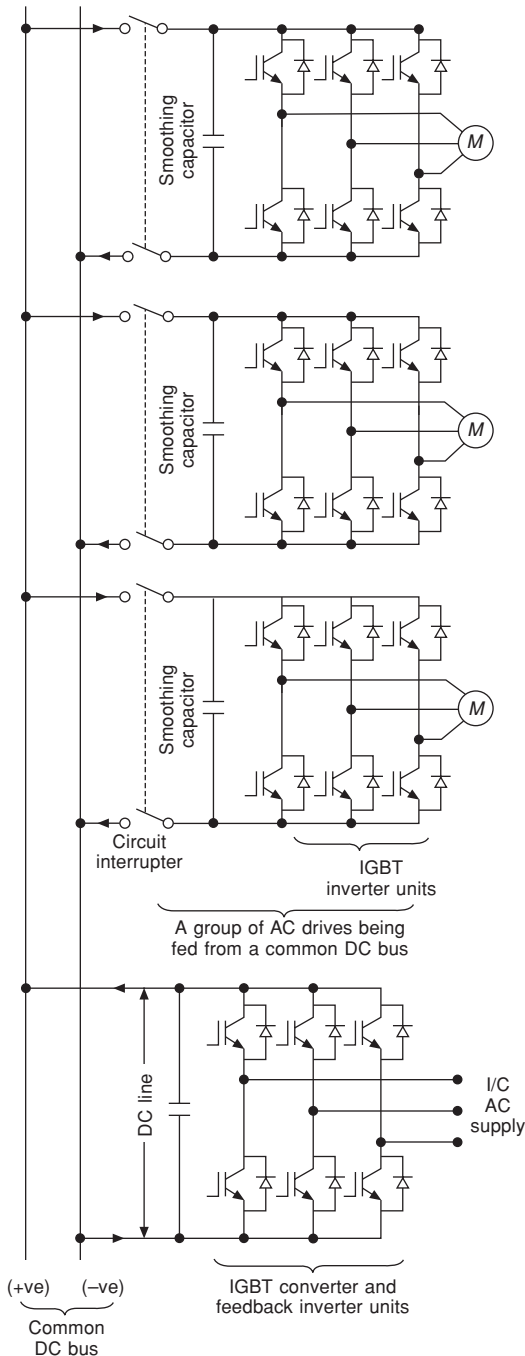 Smoothing
capacitor
M
Smoothing
capacitor
M
Smoothing
capacitor
M
Circuit
interrupter
IGBT
inverter units
A group of AC drives being
fed from a common DC bus
DC line
I/C
AC
supply
(+ve) (–ve)
IGBT converter and
feedback inverter units
Common
DC bus